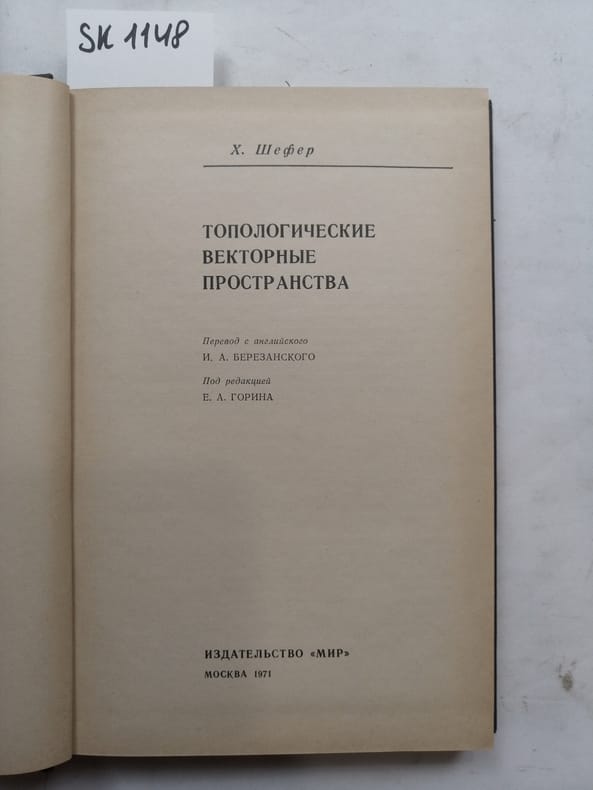 SK 1148
Х. Шефер
ТОПОЛОГИЧЕСКИЕ
ВЕКТОРНЫЕ
ПРОСТРАНСТВА
Перевод с английского
И. А. БЕРЕЗАНСКОГО
Под редакцией
Е. А. ГОРИНА
ИЗДАТЕЛЬСТВО «МИР»
МОСКВА 1971